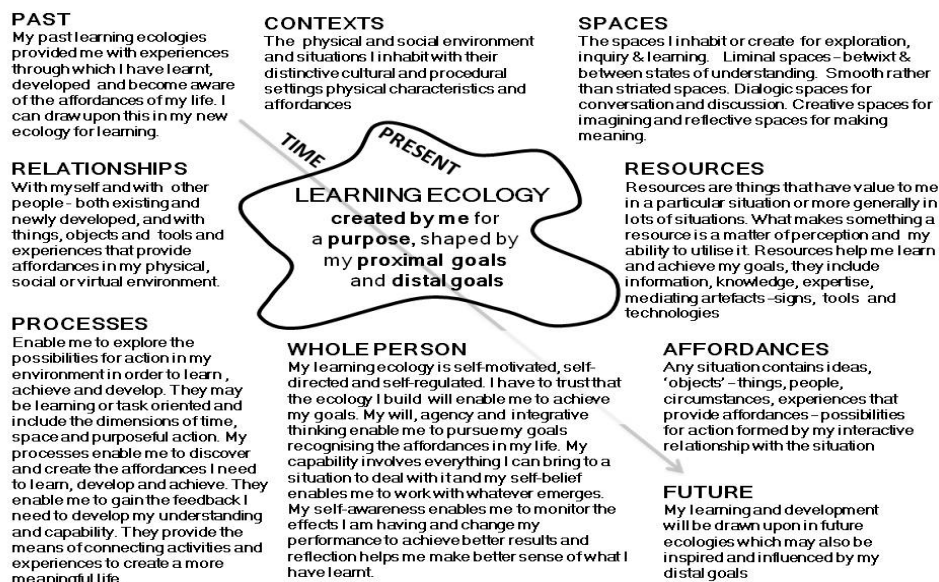 PAST
My past learning ecologies
provided me with experiences
through which I have learnt,
developed and become aware
of the affordances of my life. I
can draw upon this in my new
ecology for learning.
CONTEXTS
The physical and social environment
and situations I inhabit with their
distinctive cultural and procedural
settings physical characteristics and
affordances
SPACES
The spaces I inhabit or create for exploration,
inquiry & learning. Liminal spaces – betwixt &
between states of understanding. Smooth rather
than striated spaces. Dialogic spaces for
conversation and discussion. Creative spaces for
imagining and reflective spaces for making
meaning.
TIME
PRESENT
LEARNING ECOLOGY
created by me for
a purpose, shaped by
my proximal goals
and distal goals
RELATIONSHIPS
With myself and with other
people - both existing and
newly developed, and with
things, objects and tools and
experiences that provide
affordances in my physical,
social or virtual environment.
RESOURCES
Resources are things that have value to me
in a particular situation or more generally in
lots of situations. What makes something a
resource is a matter of perception and my
ability to utilise it. Resources help me learn
and achieve my goals, they include
information, knowledge, expertise,
mediating artefacts -signs, tools and
technologies
PROCESSES
Enable me to explore the
possibilities for action in my
environment in order to learn,
achieve and develop. They may
be learning or task oriented and
include the dimensions of time,
space and purposeful action. My
processes enable me to discover
and create the affordances I need
to learn, develop and achieve. They
enable me to gain the feedback I
need to develop my understanding
and capability. They provide the
means of connecting activities and
experiences to create a more
meaningful life
WHOLE PERSON
My learning ecology is self-motivated, self-
directed and self-regulated. I have to trust that
the ecology I build will enable me to achieve
my goals. My will, agency and integrative
thinking enable me to pursue my goals
recognising the affordances in my life. My
capability involves everything I can bring to a
situation to deal with it and my self-belief
enables me to work with whatever emerges.
My self-awareness enables me to monitor the
effects I am having and change my
performance to achieve better results and
reflection helps me make better sense of what I
have learnt.
AFFORDANCES
Any situation contains ideas,
‘objects’ – things, people,
circumstances, experiences that
provide affordances – possibilities
for action formed by my interactive
relationship with the situation
FUTURE
My learning and development
will be drawn upon in future
ecologies which may also be
inspired and influenced by my
distal goals